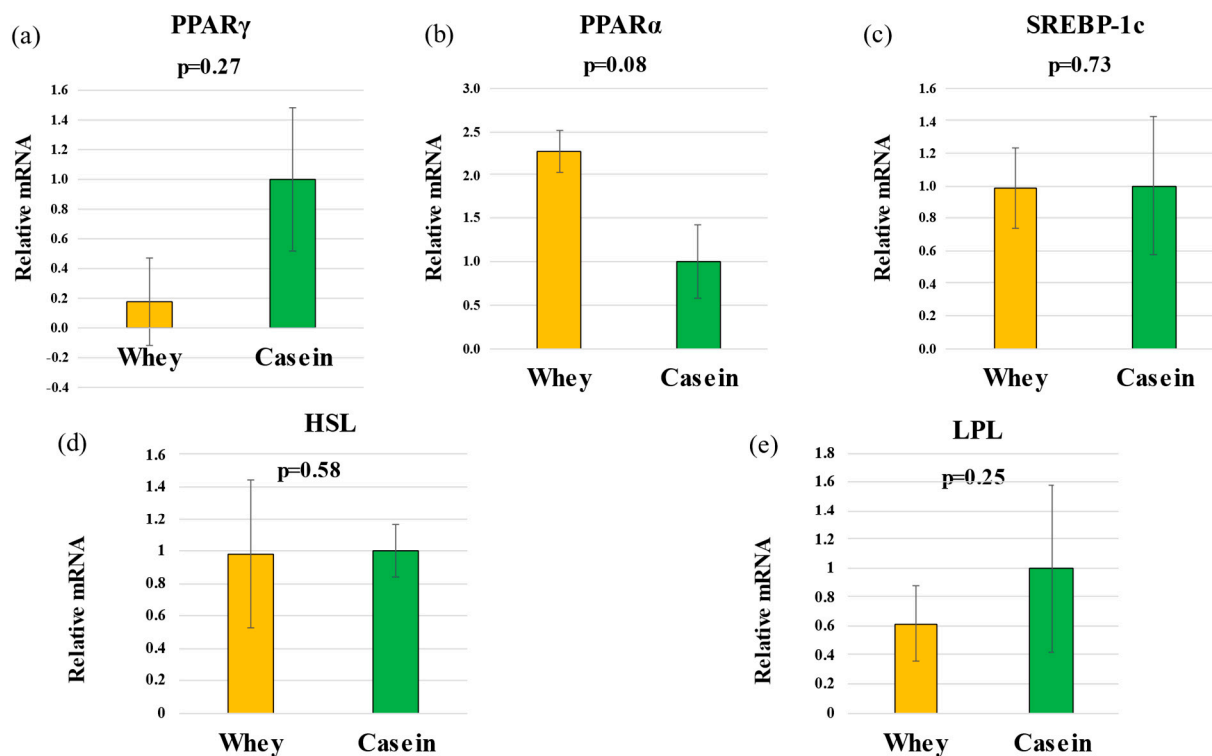 (a)
PPARγ
p=0.27
Relative mRNA
1.6
1.4
1.2
1.0
0.8
0.6
0.4
0.2
0.0
-0.2
-0.4
Whey Casein
(b)
PPARα
p=0.08
Relative mRNA
3.0
2.5
2.0
1.5
1.0
0.5
0.0
Whey Casein
(c)
SREBP-1c
p=0.73
Relative mRNA
1.6
1.4
1.2
1.0
0.8
0.6
0.4
0.2
0.0
Whey Casein
(d)
HSL
p=0.58
Relative mRNA
1.6
1.4
1.2
1
0.8
0.6
0.4
0.2
0
Whey Casein
(e)
LPL
p=0.25
Relative mRNA
1.8
1.6
1.4
1.2
1
0.8
0.6
0.4
0.2
0
Whey Casein